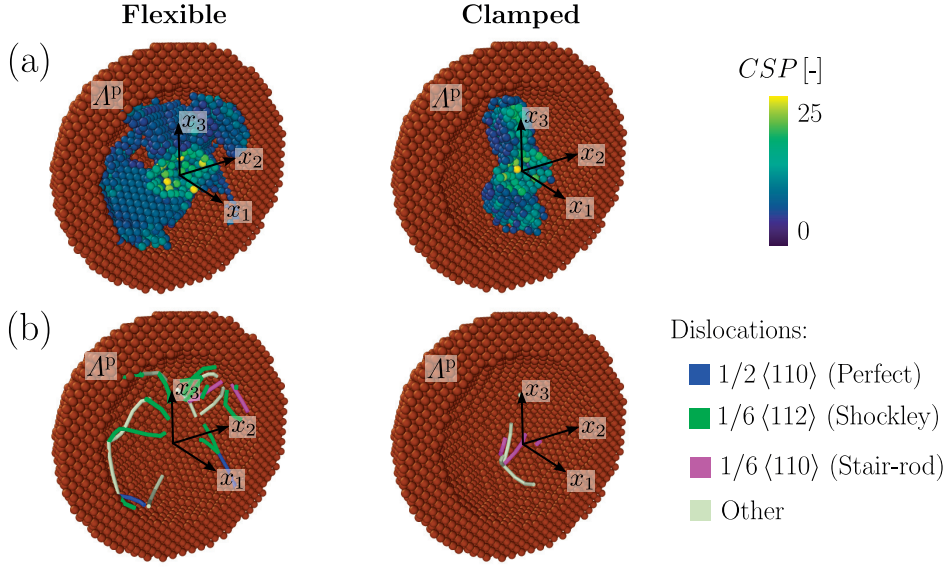 Flexible
Clamped
(a)
Λᵖ
x₃
x₂
x₁
Λᵖ
x₃
x₂
x₁
CSP [-]
25
0
(b)
Λᵖ
x₃
x₂
x₁
Λᵖ
x₃
x₂
x₁
Dislocations:
1/2 ⟨110⟩ (Perfect)
1/6 ⟨112⟩ (Shockley)
1/6 ⟨110⟩ (Stair-rod)
Other